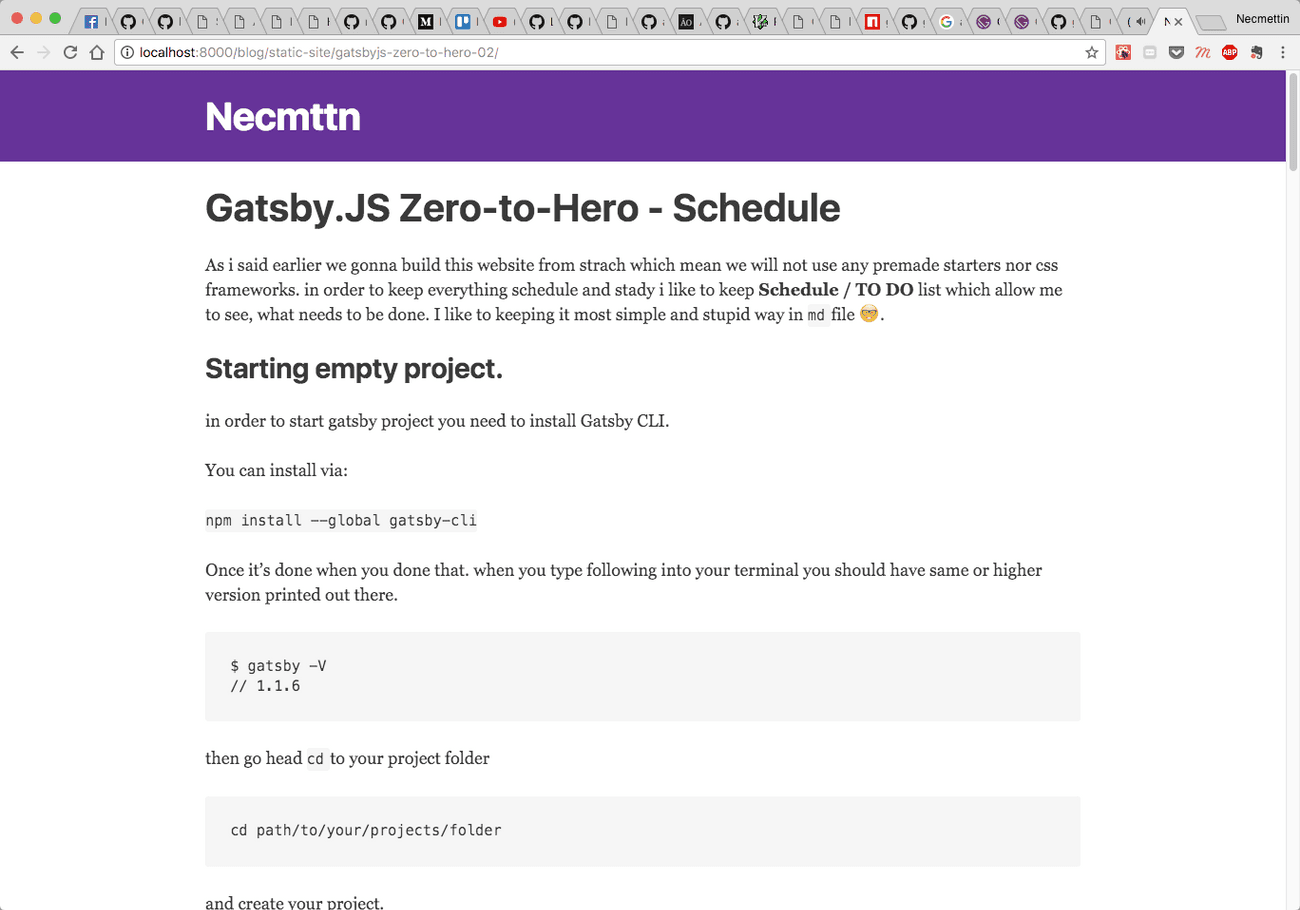 Necmettin
localhost:8000/blog/static-site/gatsbyjs-zero-to-hero-02/
Necmttn
Gatsby.JS Zero-to-Hero - Schedule
As i said earlier we gonna build this website from strach which mean we will not use any premade starters nor css
frameworks. in order to keep everything schedule and stady i like to keep Schedule / TO DO list which allow me
to see, what needs to be done. I like to keeping it most simple and stupid way in md file 🤓.
Starting empty project.
in order to start gatsby project you need to install Gatsby CLI.
You can install via:
npm install --global gatsby-cli
Once it’s done when you done that. when you type following into your terminal you should have same or higher
version printed out there.
$ gatsby -V
// 1.1.6
then go head cd to your project folder
cd path/to/your/projects/folder
and create your project.